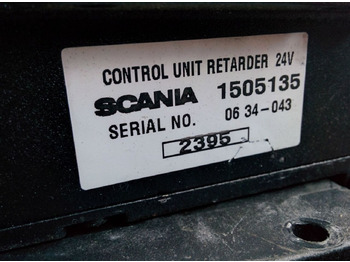 CONTROL UNIT RETARDER 24V
SCANIA 1505135
SERIAL NO. 06 34-043
2395